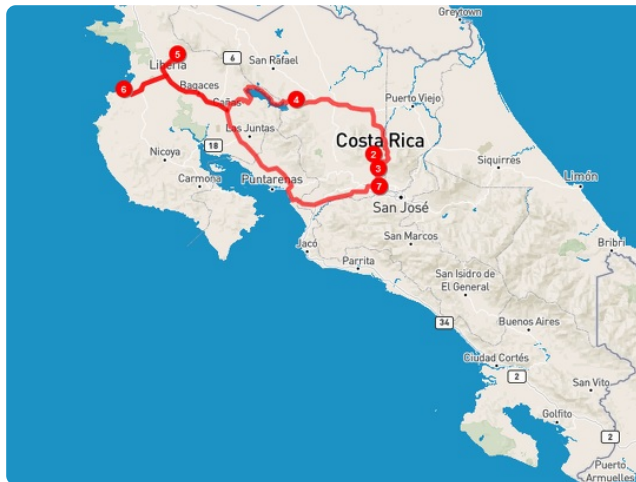 Greytown
San Rafael
6
5
Liberia
Bagaces
6
4
Cañas
Puerto Viejo
Las Juntas
Costa Rica
2
18
3
Siquirres
Nicoya
Carmona
Puntarenas
7
Limón
San José
Jacó
San Marcos
Parrita
Bribri
San Isidro de
El General
34
Buenos Aires
Ciudad Cortés
2
San Vito
Golfito
2
Puerto
Armuelles